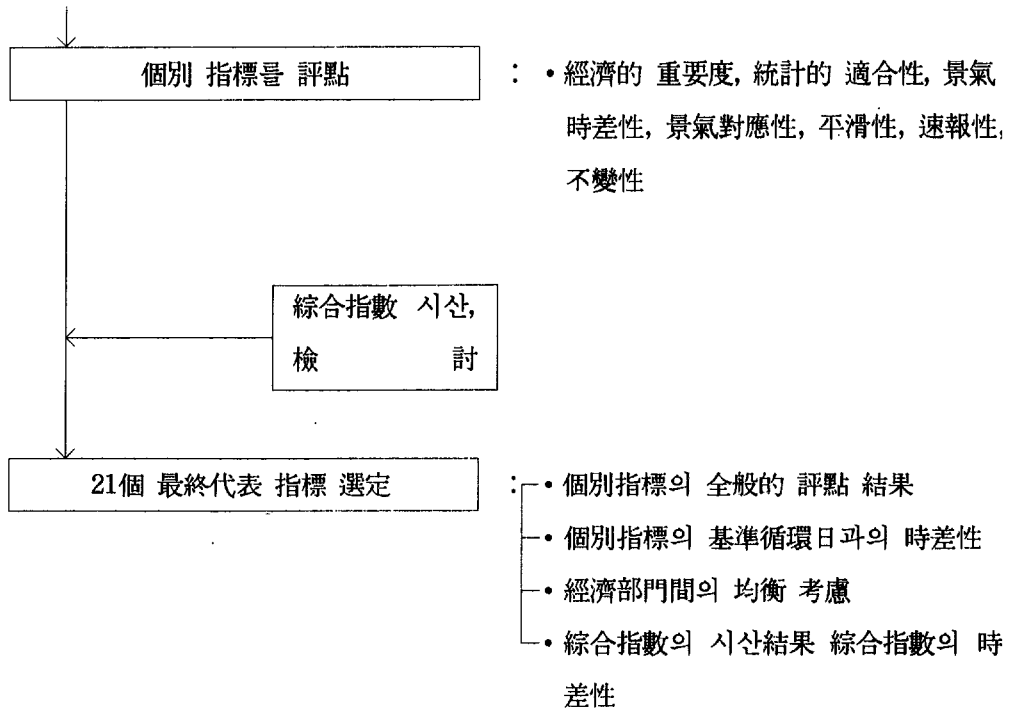 個別 指標를 評點 : • 經濟的 重要度, 統計的 適合性, 景氣
時差性, 景氣對應性, 平滑性, 速報性,
不變性
綜合指數 시산,
檢 討
21個 最終代表 指標 選定 : • 個別指標의 全般的 評點 結果
• 個別指標의 基準循環日과의 時差性
• 經濟部門間의 均衡 考慮
• 綜合指數의 시산結果 綜合指數의 時
差性